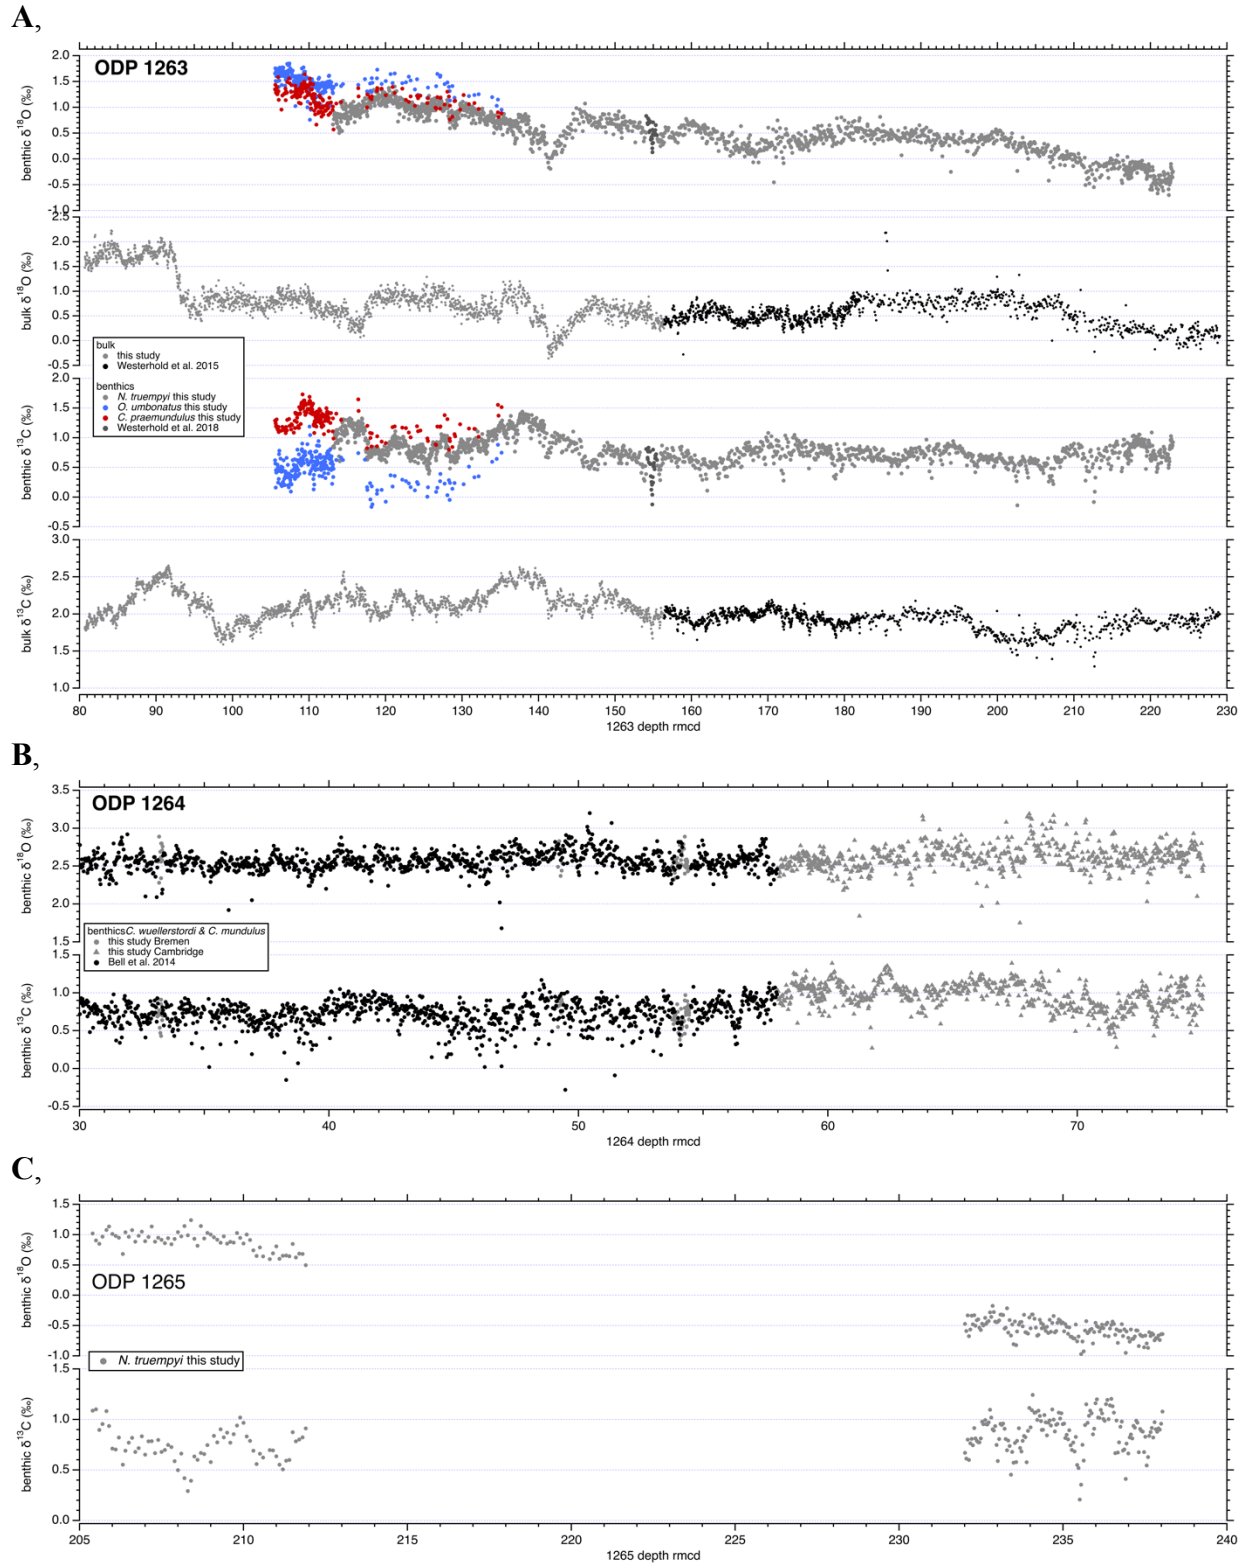 A,
ODP 1263
benthic δ18O (‰)
2.0
1.5
1.0
0.5
0.0
-0.5
-1.0
bulk δ18O (‰)
2.5
2.0
1.5
1.0
0.5
0.0
-0.5
bulk
this study
Westerhold et al. 2015
benthics
N. truempyi this study
O. umbonatus this study
C. praemundulus this study
Westerhold et al. 2018
benthic δ13C (‰)
2.0
1.5
1.0
0.5
0.0
-0.5
bulk δ13C (‰)
3.0
2.5
2.0
1.5
1.0
80 90 100 110 120 130 140 150 160 170 180 190 200 210 220 230
1263 depth rmcd
B,
ODP 1264
benthic δ18O (‰)
3.5
3.0
2.5
2.0
1.5
benthicsC. wuellerstordi & C. mundulus
this study Bremen
this study Cambridge
Bell et al. 2014
benthic δ13C (‰)
1.5
1.0
0.5
0.0
-0.5
30 40 50 60 70
1264 depth rmcd
C,
benthic δ18O (‰)
1.5
1.0
0.5
0.0
-0.5
-1.0
ODP 1265
N. truempyi this study
benthic δ13C (‰)
1.5
1.0
0.5
0.0
205 210 215 220 225 230 235 240
1265 depth rmcd